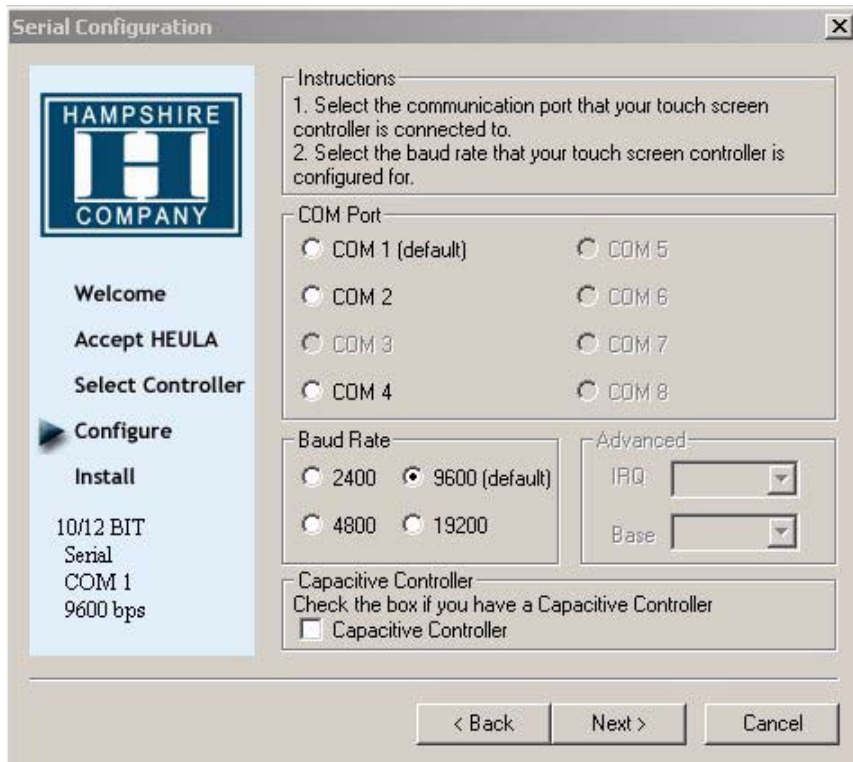 Serial Configuration
HAMPSHIRE
H
COMPANY
Welcome
Accept HEULA
Select Controller
Configure
Install
10/12 BIT
Serial
COM 1
9600 bps
Instructions
1. Select the communication port that your touch screen
controller is connected to.
2. Select the baud rate that your touch screen controller is
configured for.
COM Port
COM 1 (default)
COM 5
COM 2
COM 6
COM 3
COM 7
COM 4
COM 8
Baud Rate
2400
9600 (default)
4800
19200
Advanced
IRQ
Base
Capacitive Controller
Check the box if you have a Capacitive Controller
Capacitive Controller
< Back
Next >
Cancel